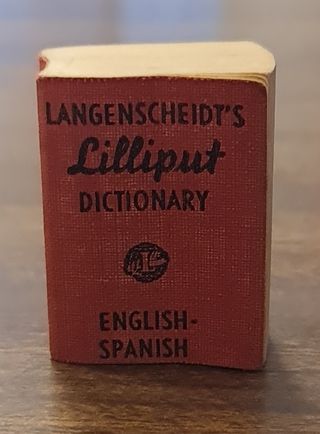 LANGENSCHEIDT'S
Lilliput
DICTIONARY
L
ENGLISH-
SPANISH